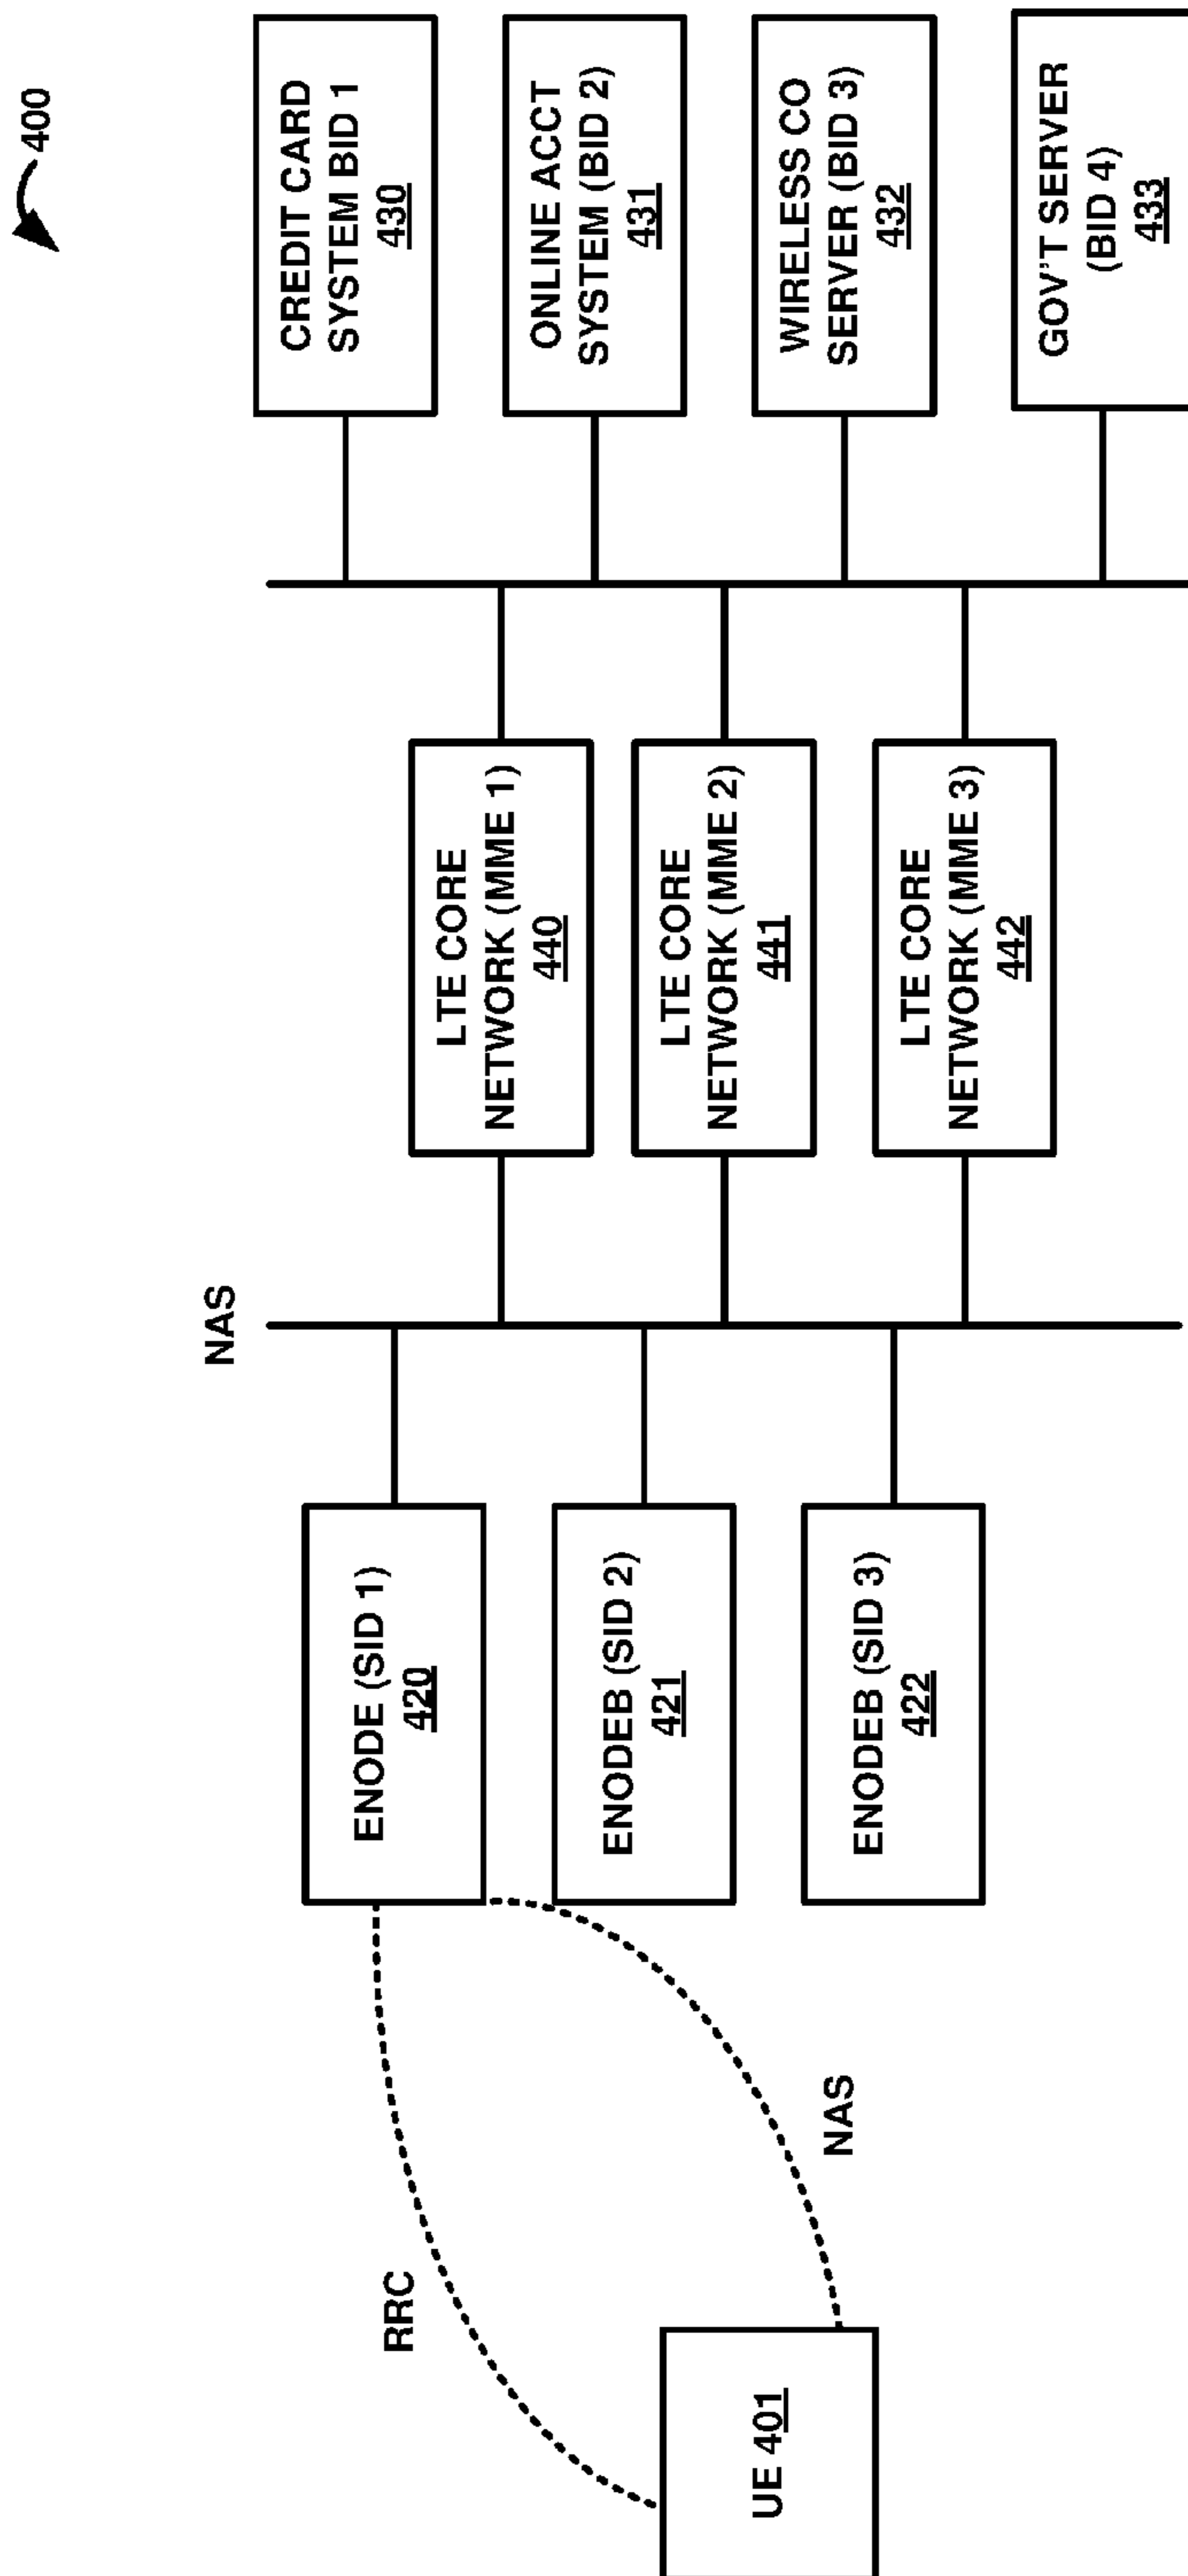 400
NAS
RRC
NAS
UE 401
ENODE (SID 1)
420
ENODEB (SID 2)
421
ENODEB (SID 3)
422
LTE CORE
NETWORK (MME 1)
440
LTE CORE
NETWORK (MME 2)
441
LTE CORE
NETWORK (MME 3)
442
CREDIT CARD
SYSTEM BID 1
430
ONLINE ACCT
SYSTEM (BID 2)
431
WIRELESS CO
SERVER (BID 3)
432
GOV'T SERVER
(BID 4)
433